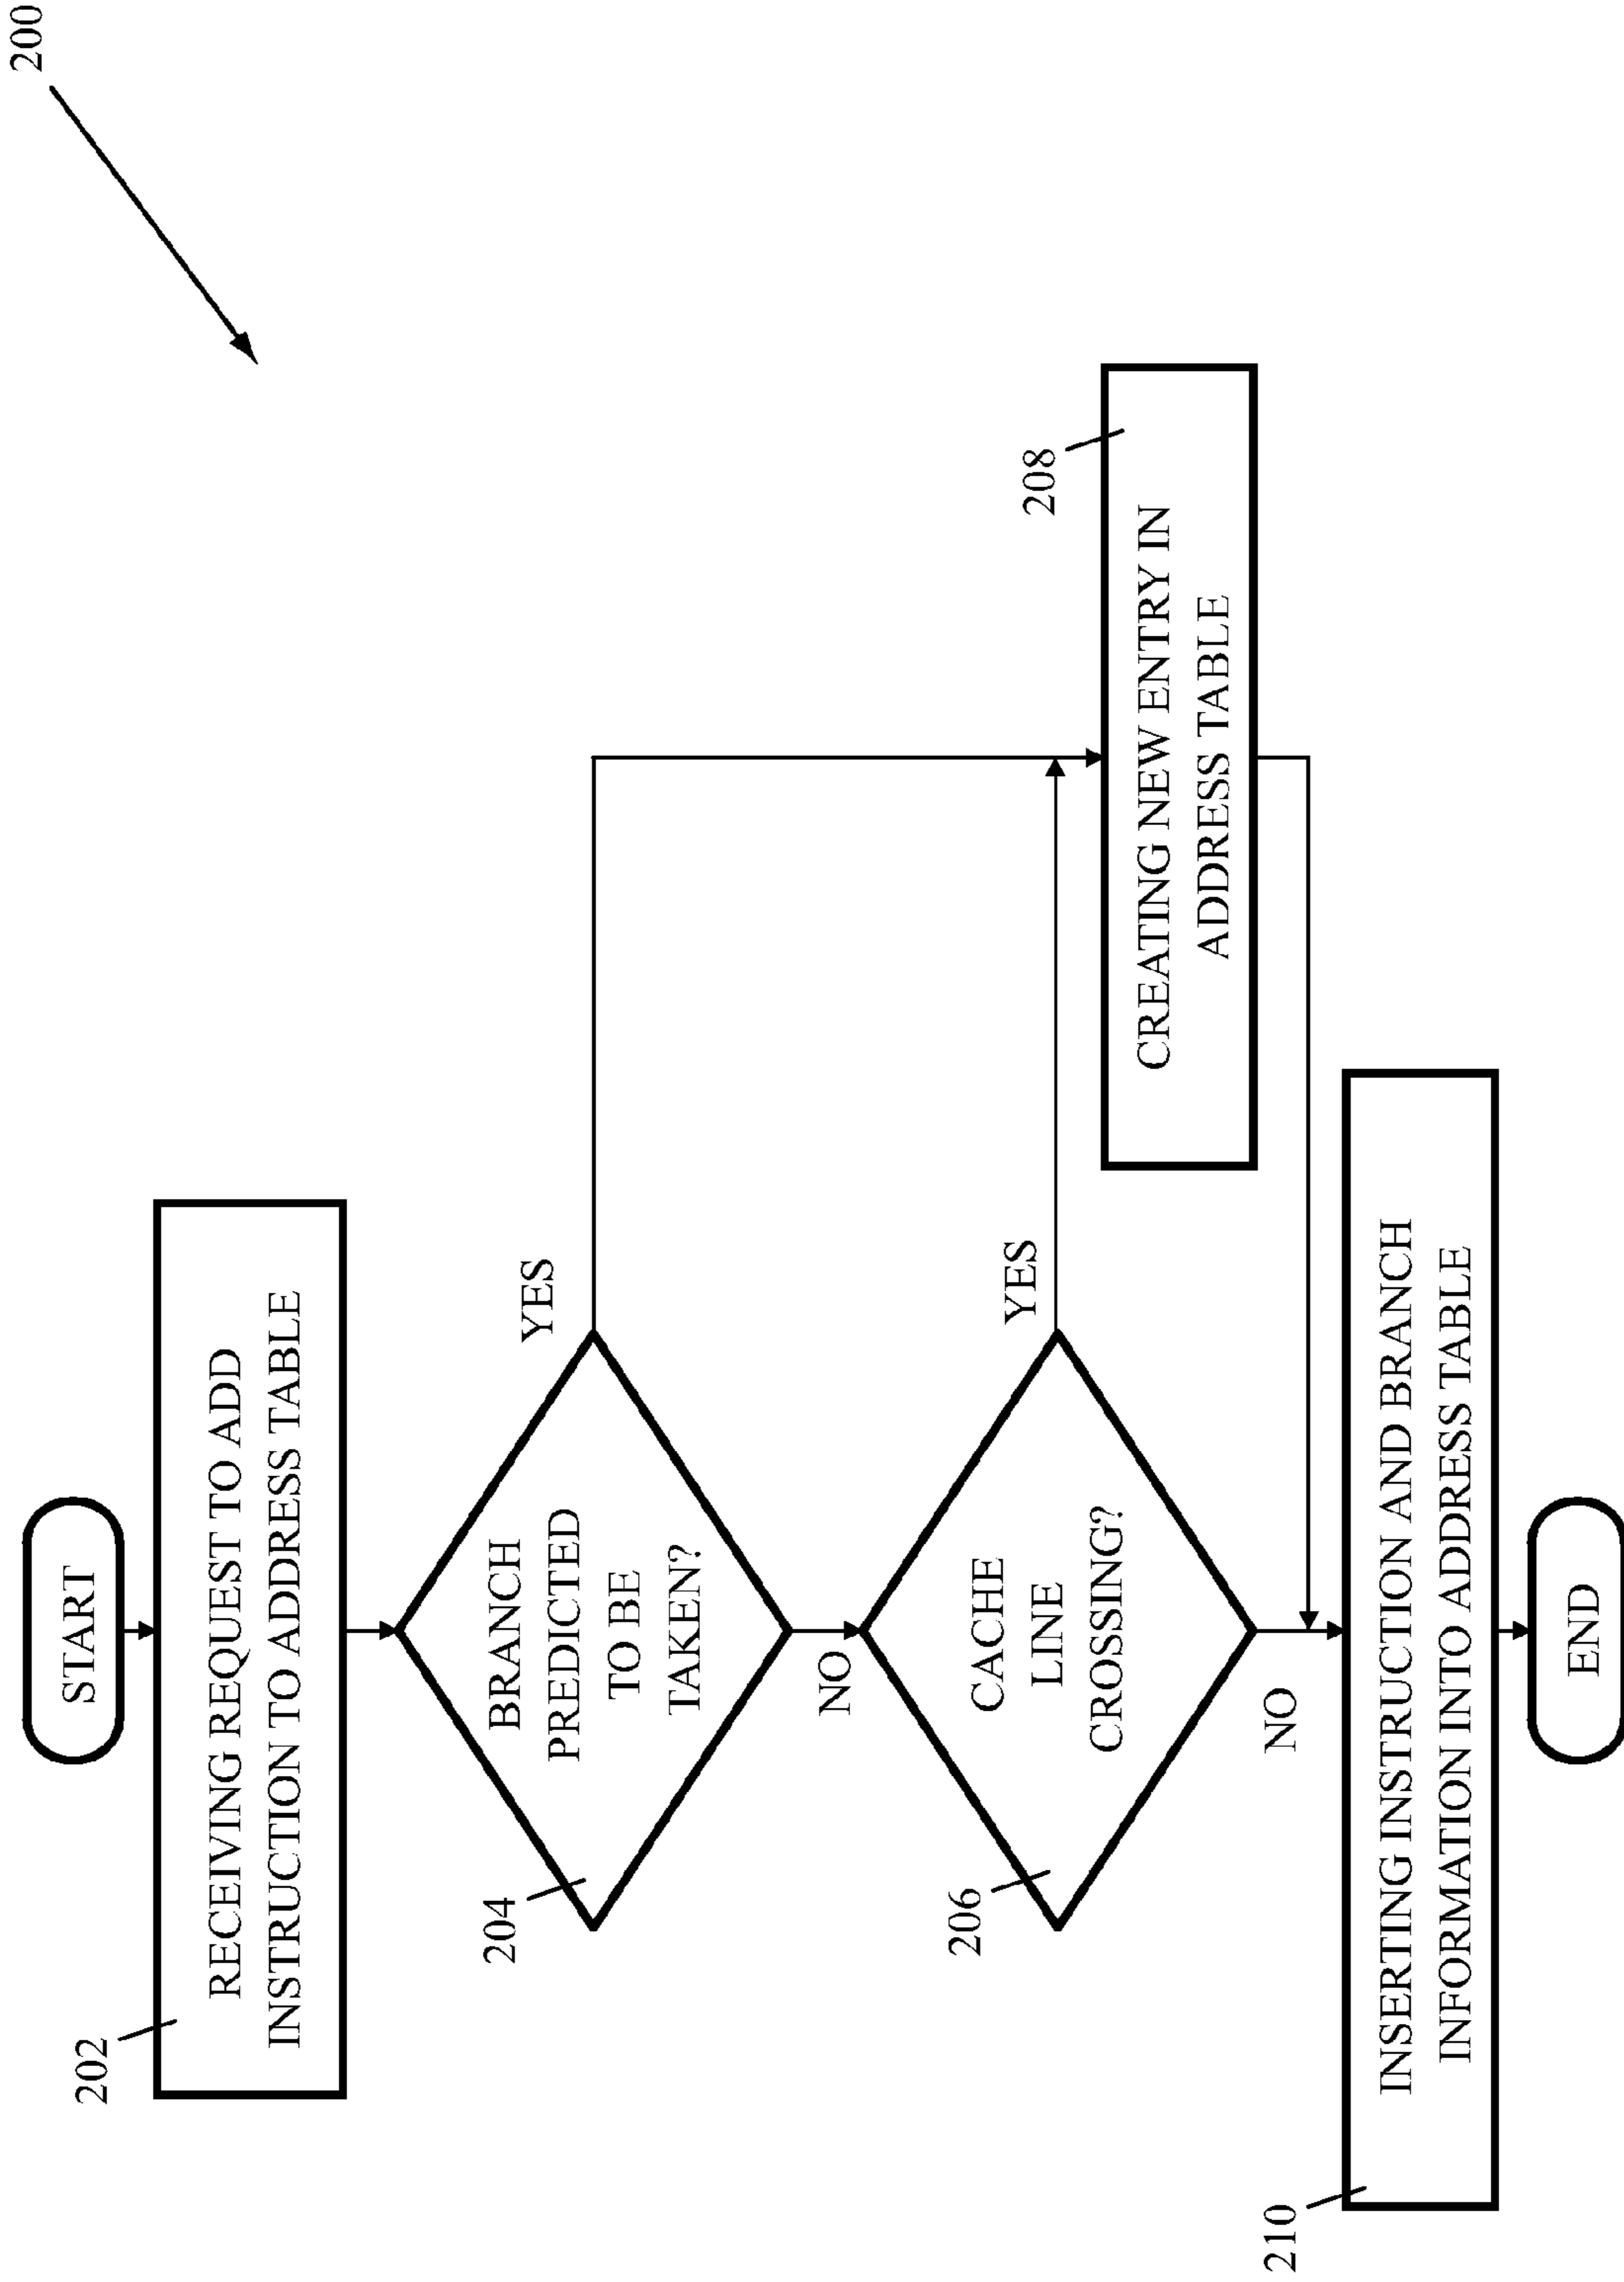 200
START
202
RECEIVING REQUEST TO ADD
INSTRUCTION TO ADDRESS TABLE
204
BRANCH
PREDICTED
TO BE
TAKEN?
YES
NO
206
CACHE
LINE
CROSSING?
YES
NO
208
CREATING NEW ENTRY IN
ADDRESS TABLE
210
INSERTING INSTRUCTION AND BRANCH
INFORMATION INTO ADDRESS TABLE
END